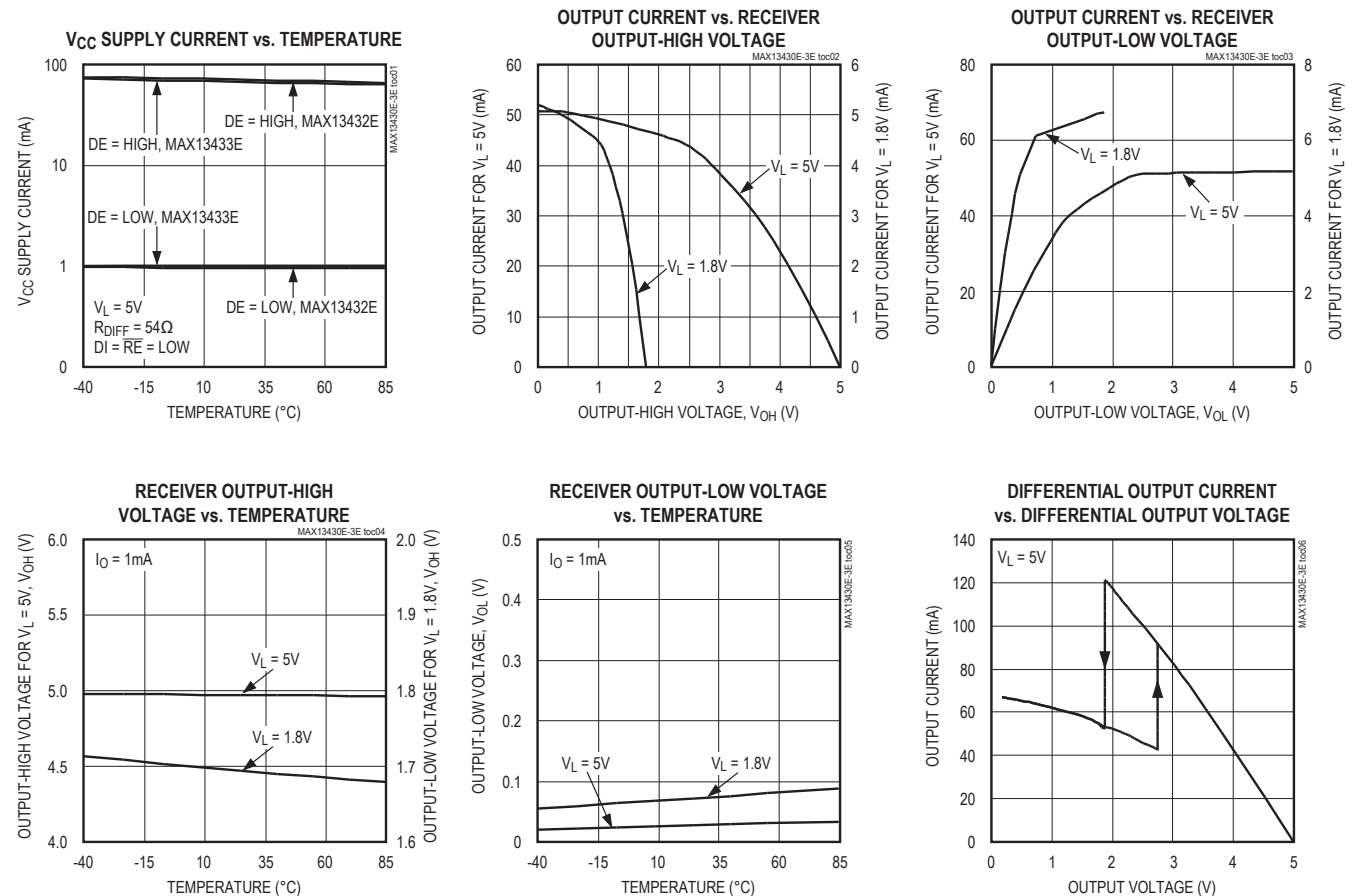 VCC SUPPLY CURRENT vs. TEMPERATURE
MAX13430E-3E toc01
VCC SUPPLY CURRENT (mA)
100
10
1
0
DE = HIGH, MAX13432E
DE = HIGH, MAX13433E
DE = LOW, MAX13433E
DE = LOW, MAX13432E
VL = 5V
RDIFF = 54Ω
DI = RE = LOW
-40 -15 10 35 60 85
TEMPERATURE (°C)
OUTPUT CURRENT vs. RECEIVER
OUTPUT-HIGH VOLTAGE
MAX13430E-3E toc02
OUTPUT CURRENT FOR VL = 5V (mA)
60
50
40
30
20
10
0
VL = 5V
VL = 1.8V
6
5
4
3
2
1
0
OUTPUT CURRENT FOR VL = 1.8V (mA)
0 1 2 3 4 5
OUTPUT-HIGH VOLTAGE, VOH (V)
OUTPUT CURRENT vs. RECEIVER
OUTPUT-LOW VOLTAGE
MAX13430E-3E toc03
OUTPUT CURRENT FOR VL = 5V (mA)
80
60
40
20
0
VL = 1.8V
VL = 5V
8
6
4
2
0
OUTPUT CURRENT FOR VL = 1.8V (mA)
0 1 2 3 4 5
OUTPUT-LOW VOLTAGE, VOL (V)
RECEIVER OUTPUT-HIGH
VOLTAGE vs. TEMPERATURE
MAX13430E-3E toc04
OUTPUT-HIGH VOLTAGE FOR VL = 5V, VOH (V)
6.0
5.5
5.0
4.5
4.0
IO = 1mA
VL = 5V
VL = 1.8V
2.0
1.9
1.8
1.7
1.6
OUTPUT-LOW VOLTAGE FOR VL = 1.8V, VOH (V)
-40 -15 10 35 60 85
TEMPERATURE (°C)
RECEIVER OUTPUT-LOW VOLTAGE
vs. TEMPERATURE
MAX13430E-3E toc05
OUTPUT-LOW VOLTAGE, VOL (V)
0.5
0.4
0.3
0.2
0.1
0
IO = 1mA
VL = 5V
VL = 1.8V
-40 -15 10 35 60 85
TEMPERATURE (°C)
DIFFERENTIAL OUTPUT CURRENT
vs. DIFFERENTIAL OUTPUT VOLTAGE
MAX13430E-3E toc06
OUTPUT CURRENT (mA)
140
120
100
80
60
40
20
0
VL = 5V
0 1 2 3 4 5
OUTPUT VOLTAGE (V)